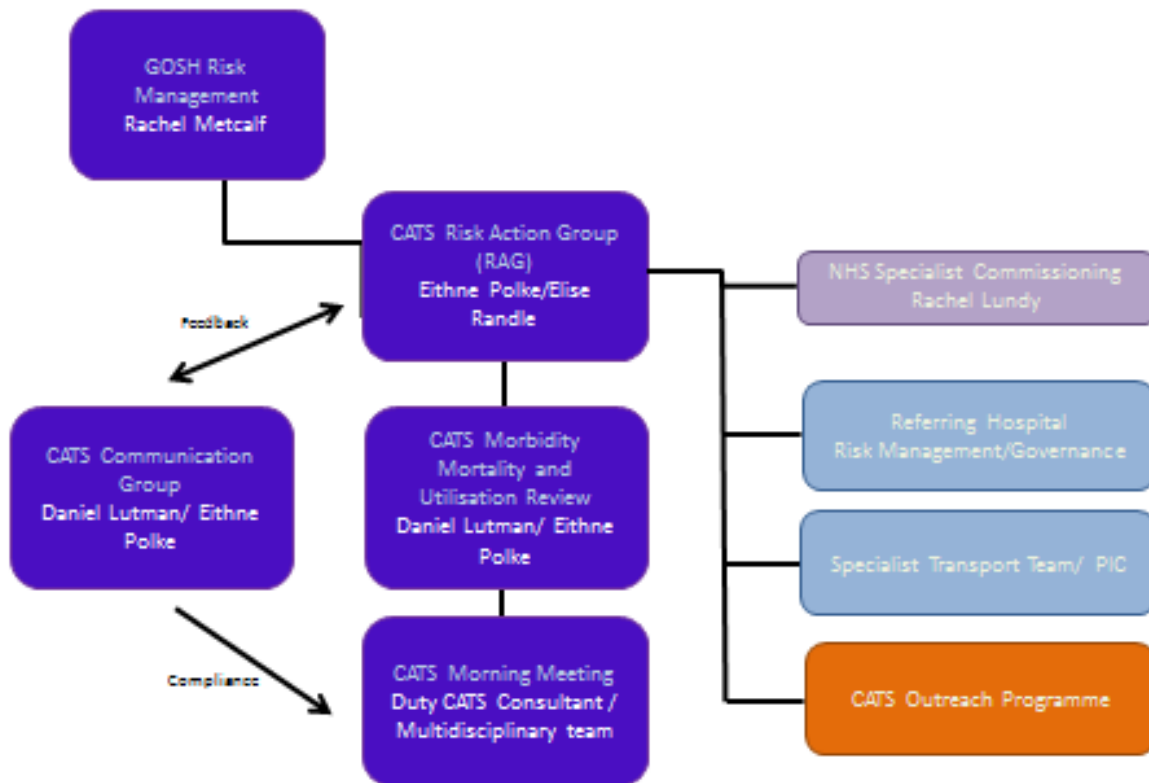 GOSH Risk
Management
Rachel Metcalf
CATS Risk Action Group
(RAG)
Eithne Polke/Elise
Randle
NHS Specialist Commissioning
Rachel Lundy
Feedback
Referring Hospital
Risk Management/Governance
CATS Communication
Group
Daniel Lutman/ Eithne
Polke
CATS Morbidity
Mortality and
Utilisation Review
Daniel Lutman/ Eithne
Polke
Specialist Transport Team/ PIC
Compliance
CATS Morning Meeting
Duty CATS Consultant /
Multidisciplinary team
CATS Outreach Programme